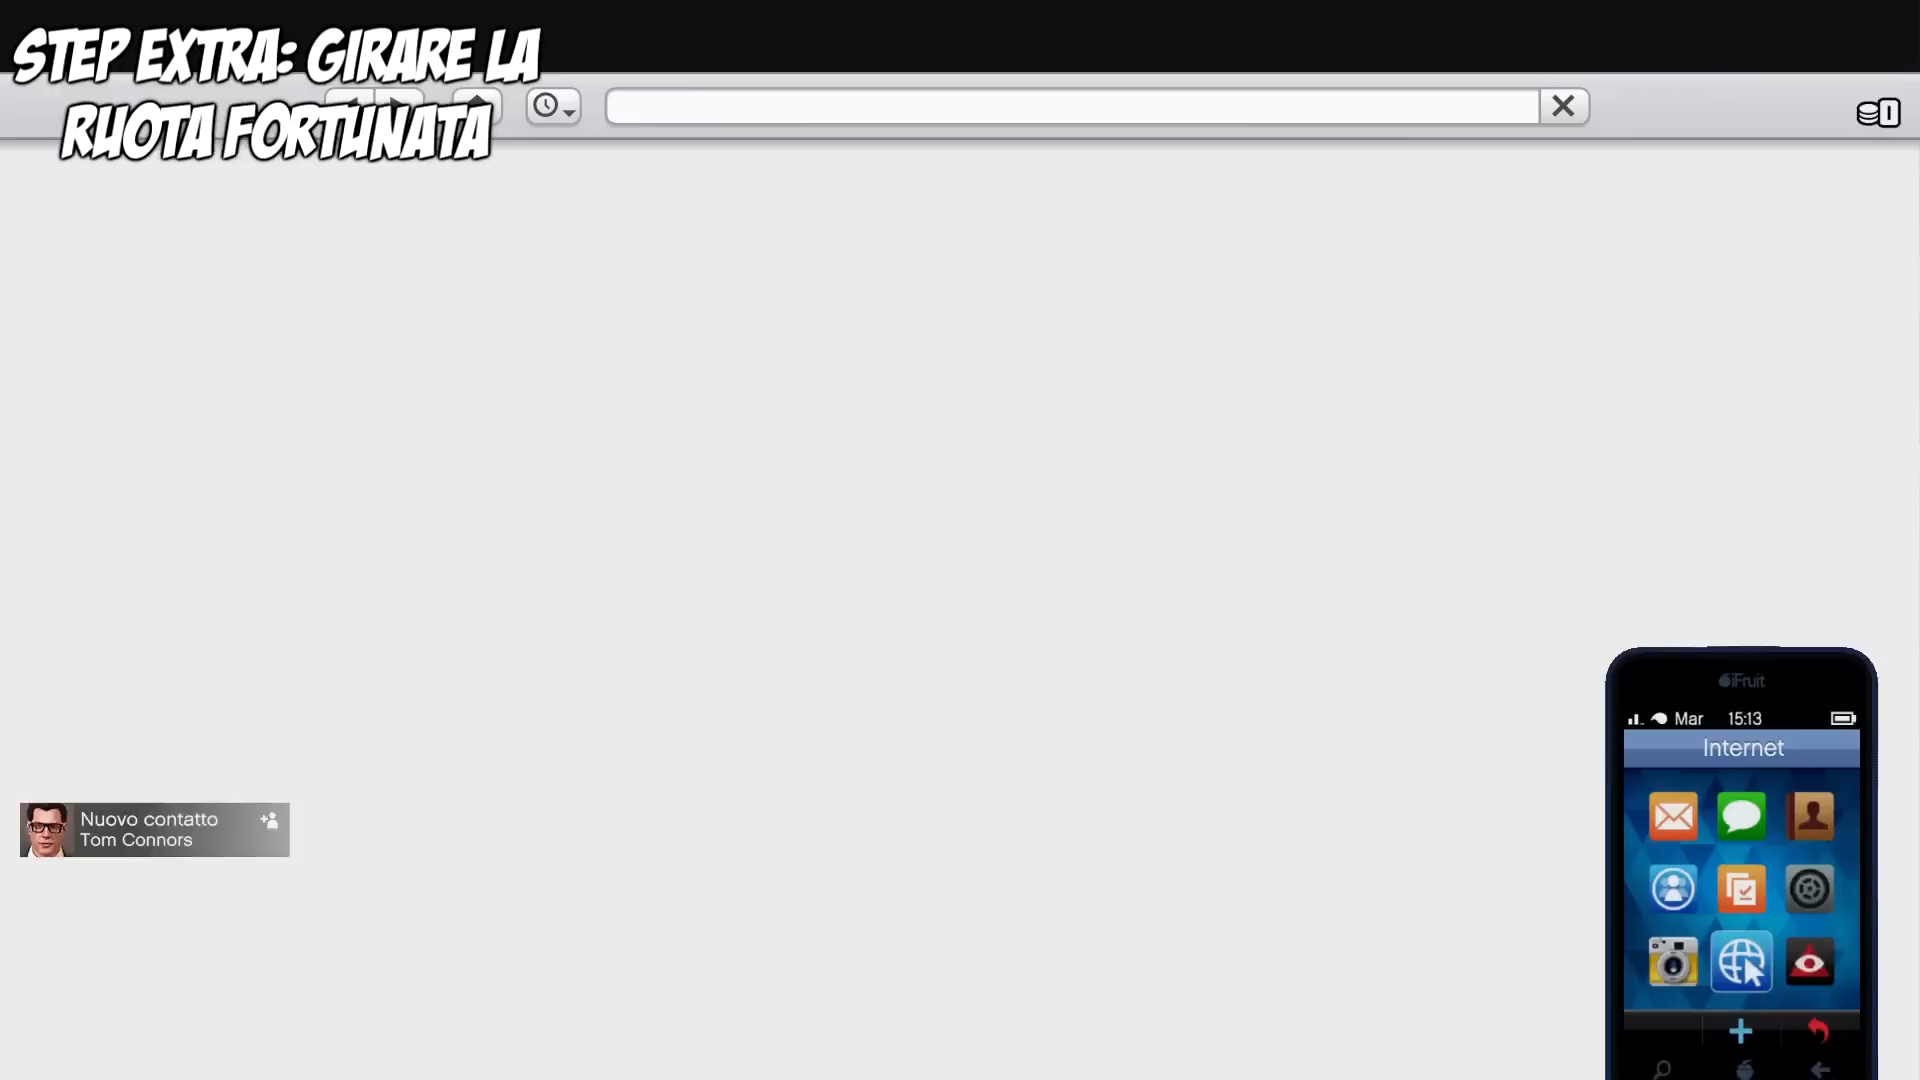 STEP EXTRA: GIRARE LA
RUOTA FORTUNATA
iFruit
Mar 15:13
Internet
Nuovo contatto
Tom Connors